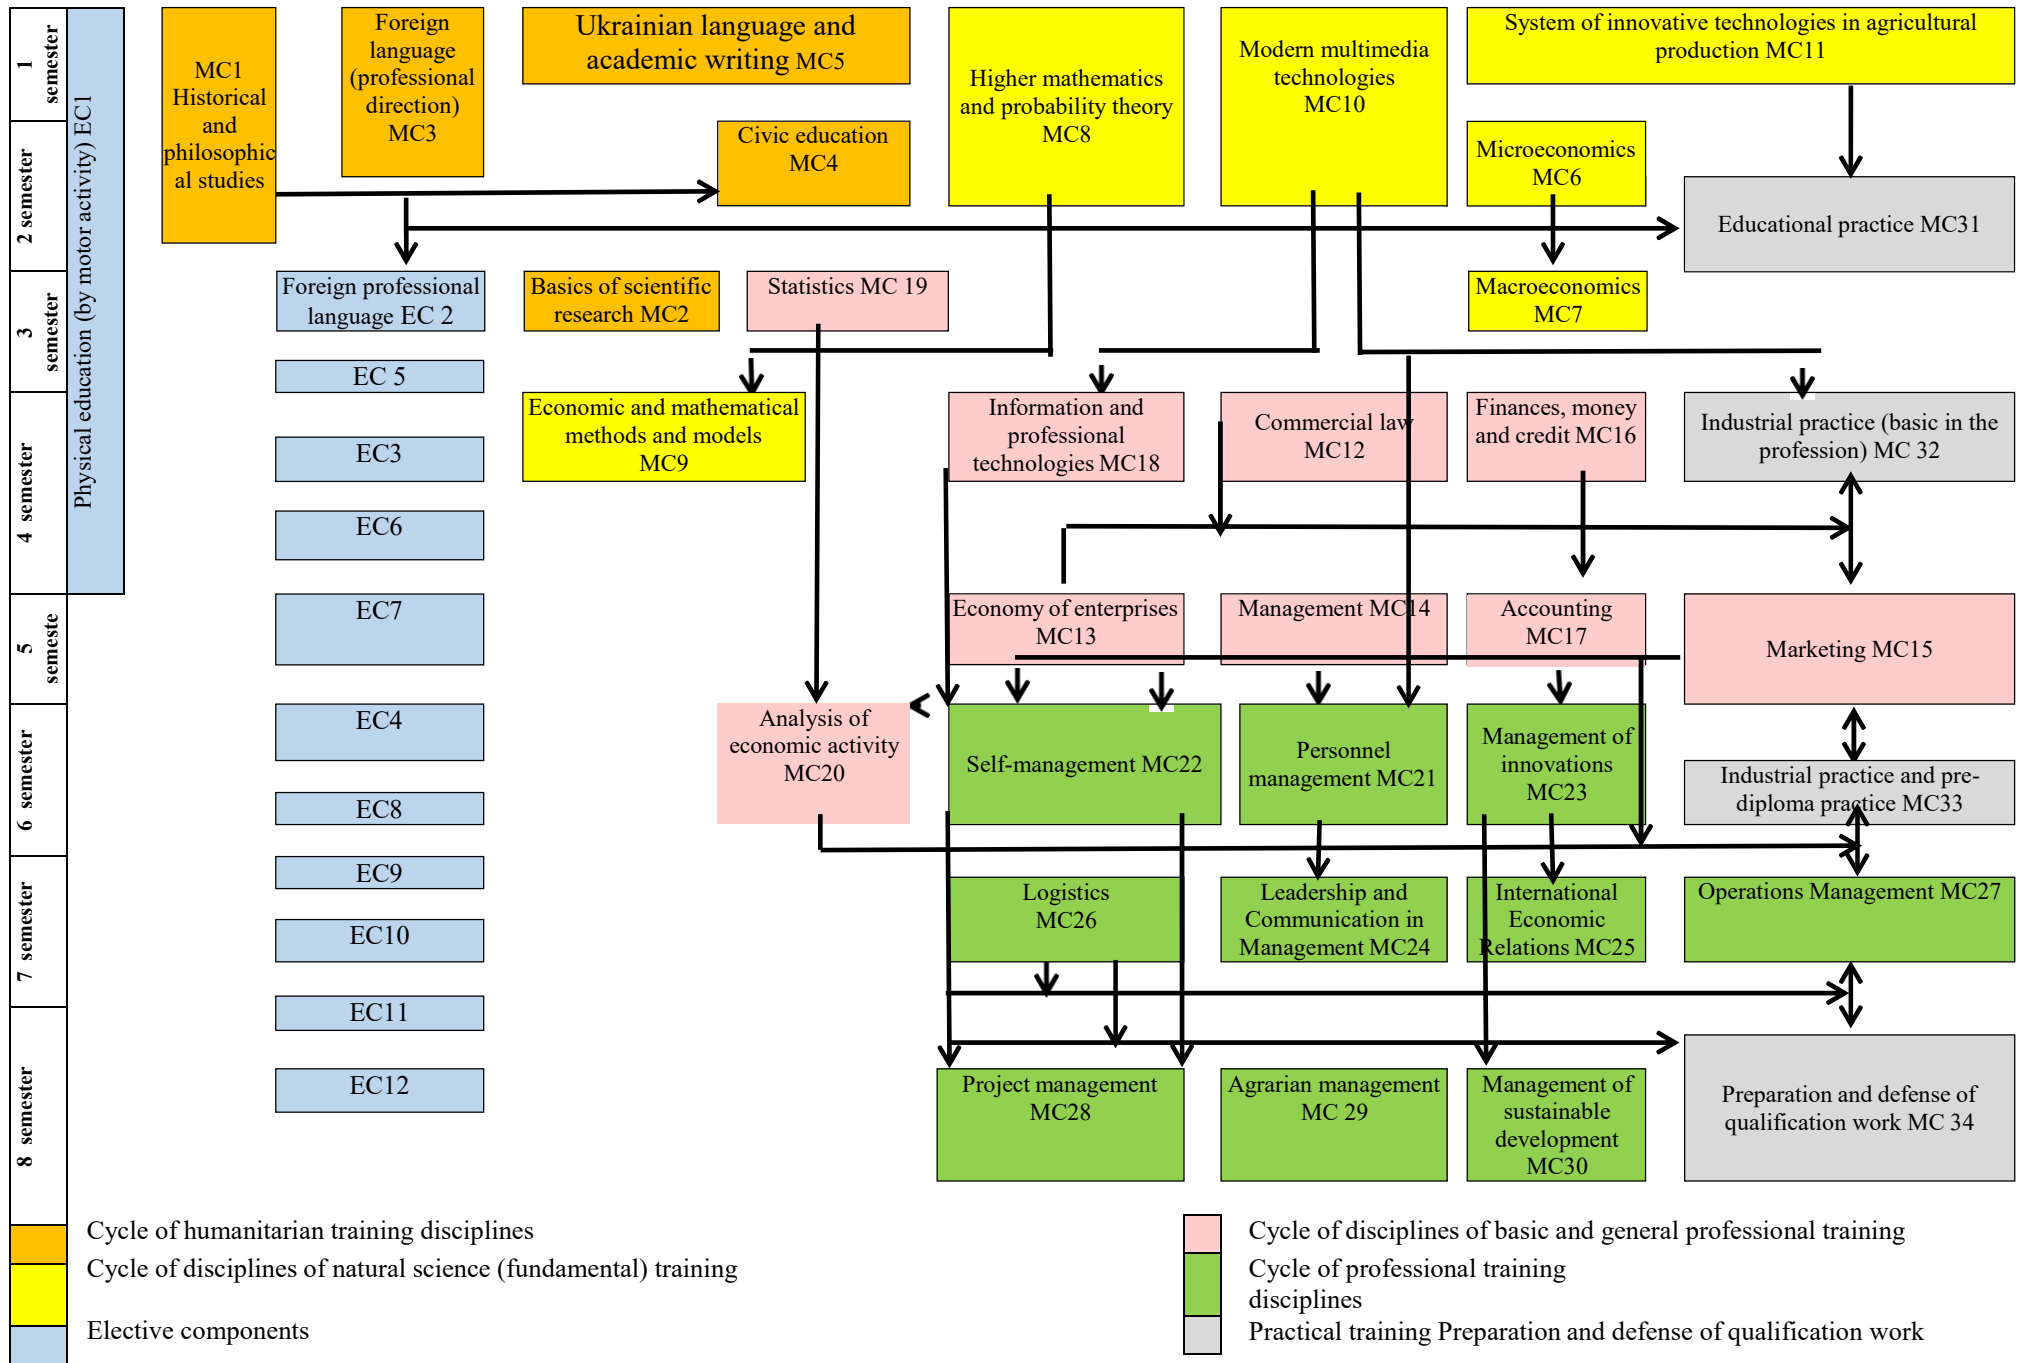 1
semester
2 semester
3
semester
4 semester
5
semeste
6 semester
7 semester
8 semester
Physical education (by motor activity) EC1
MC1
Historical
and
philosophic
al studies
Foreign
language
(professional
direction)
MC3
Ukrainian language and
academic writing MC5
Civic education
MC4
Higher mathematics
and probability theory
MC8
Modern multimedia
technologies
MC10
System of innovative technologies in agricultural
production MC11
Microeconomics
MC6
Educational practice MC31
Foreign professional
language EC 2
Basics of scientific
research MC2
Statistics MC 19
Macroeconomics
MC7
EC 5
EC3
EC6
EC7
EC4
EC8
EC9
EC10
EC11
EC12
Economic and mathematical
methods and models
MC9
Information and
professional
technologies MC18
Commercial law
MC12
Finances, money
and credit MC16
Industrial practice (basic in the
profession) MC 32
Economy of enterprises
MC13
Management MC14
Accounting
MC17
Marketing MC15
Analysis of
economic activity
MC20
Self-management MC22
Personnel
management MC21
Management of
innovations
MC23
Industrial practice and pre-
diploma practice MC33
Logistics
MC26
Leadership and
Communication in
Management MC24
International
Economic
Relations MC25
Operations Management MC27
Project management
MC28
Agrarian management
MC 29
Management of
sustainable
development
MC30
Preparation and defense of
qualification work MC 34
Cycle of humanitarian training disciplines
Cycle of disciplines of natural science (fundamental) training
Elective components
Cycle of disciplines of basic and general professional training
Cycle of professional training
disciplines
Practical training Preparation and defense of qualification work